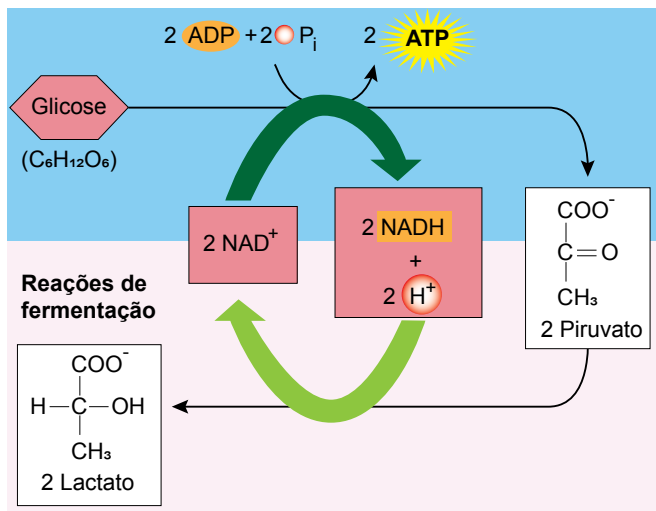 2 ADP + 2 Pᵢ 2 ATP
Glicose
(C₆H₁₂O₆)
2 NAD⁺
2 NADH
+
2 H⁺
COO⁻
C=O
CH₃
2 Piruvato
Reações de
fermentação
COO⁻
H—C—OH
CH₃
2 Lactato